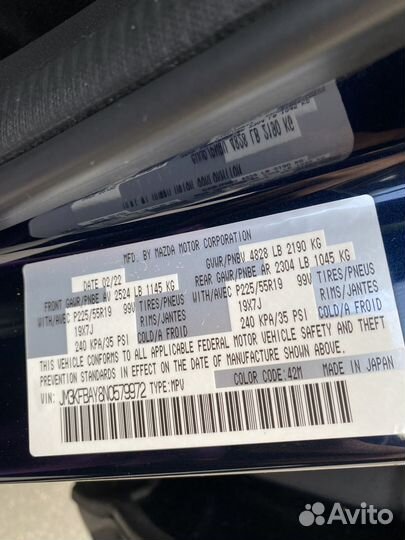 MFD. BY MAZDA MOTOR CORPORATION
DATE 02/22 GVWR/PNBV 4828 LB 2190 KG
FRONT GAWR/PNBE AV 2524 LB 1145 KG REAR GAWR/PNBE AR 2304 LB 1045 KG
WITH/AVEC P225/55R19 99V TIRES/PNEUS WITH/AVEC P225/55R19 99V TIRES/PNEUS
19X7J RIMS/JANTES 19X7J RIMS/JANTES
240 KPA/35 PSI COLD/A FROID 240 KPA/35 PSI COLD/A FROID
THIS VEHICLE CONFORMS TO ALL APPLICABLE FEDERAL MOTOR VEHICLE SAFETY AND THEFT
PREVENTION STANDARDS IN EFFECT ON THE DATE OF MANUFACTURE SHOWN ABOVE.
VIN: JM3KFBAY8N0579972 TYPE:MPV COLOR CODE:42M MADE IN JAPAN
Avito